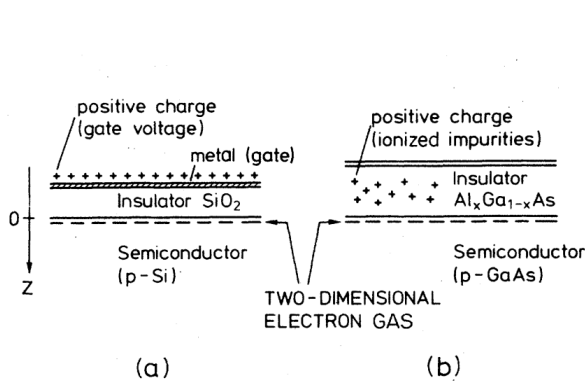 positive charge
(gate voltage)
+ + + + + + + + + + + + + + + +
metal (gate)
Insulator SiO₂
0
Semiconductor
(p-Si)
Z
(a)
positive charge
(ionized impurities)
Insulator
AlₓGa₁₋ₓAs
Semiconductor
(p-GaAs)
TWO-DIMENSIONAL
ELECTRON GAS
(b)